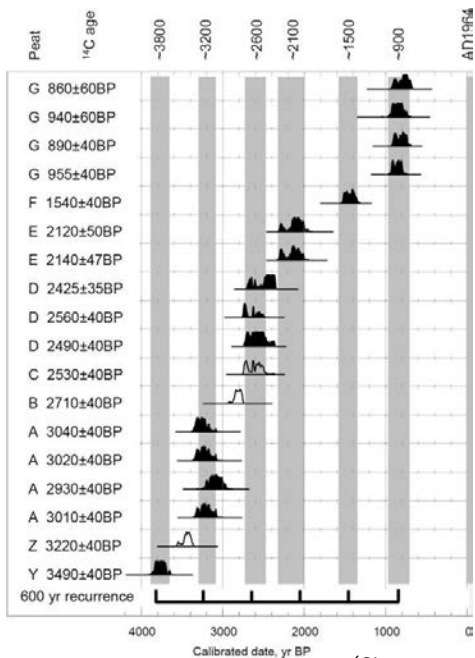 Peat
14C age
~3800
~3200
~2600
~2100
~1500
~900
AD1964
G 860±60BP
G 940±60BP
G 890±40BP
G 955±40BP
F 1540±40BP
E 2120±50BP
E 2140±47BP
D 2425±35BP
D 2560±40BP
D 2490±40BP
C 2530±40BP
B 2710±40BP
A 3040±40BP
A 3020±40BP
A 2930±40BP
A 3010±40BP
Z 3220±40BP
Y 3490±40BP
600 yr recurrence
4000 3000 2000 1000
Calibrated date, yr BP